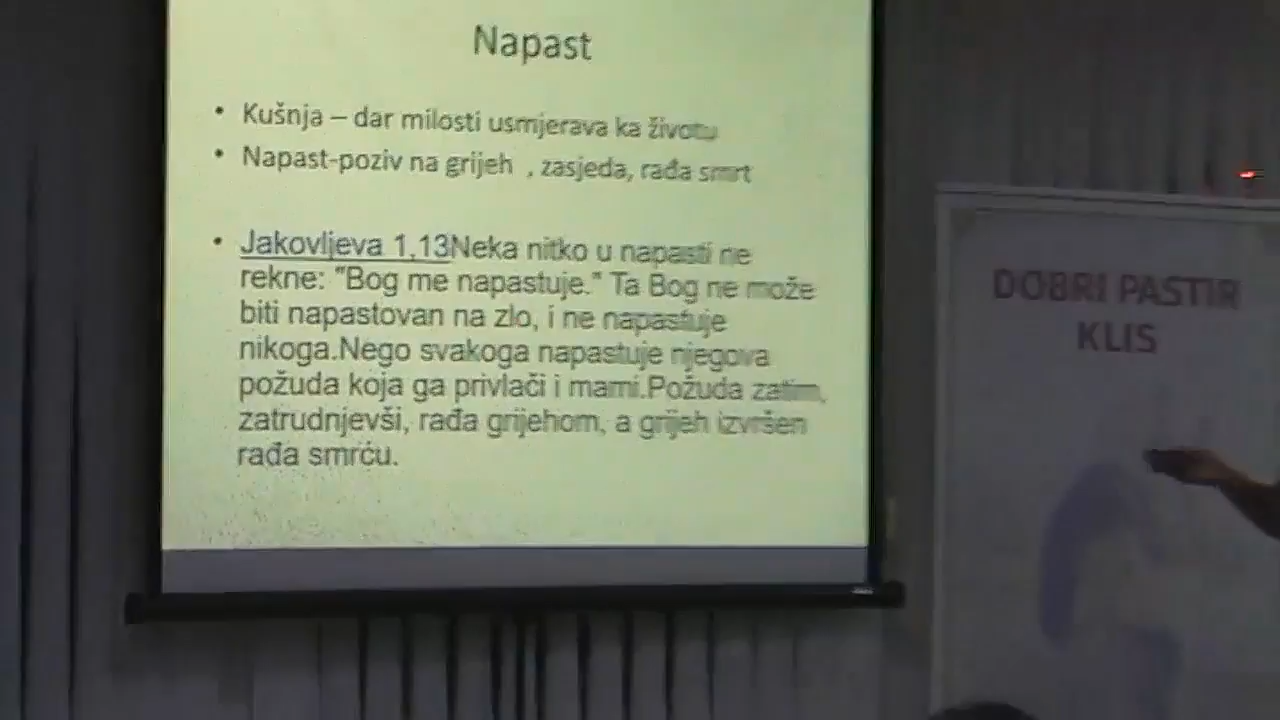 Napast
• Kušnja – dar milosti usmjerava ka životu
• Napast-poziv na grijeh , zasjeda, rađa smrt
• Jakovljeva 1,13Neka nitko u napasti ne
rekne: "Bog me napastuje." Ta Bog ne može
biti napastovan na zlo, i ne napastuje
nikoga.Nego svakoga napastuje njegova
požuda koja ga privlači i mami.Požuda zatim,
zatrudnjevši, rađa grijehom, a grijeh izvršen
rađa smrću.
DOBRI PASTIR
KLIS